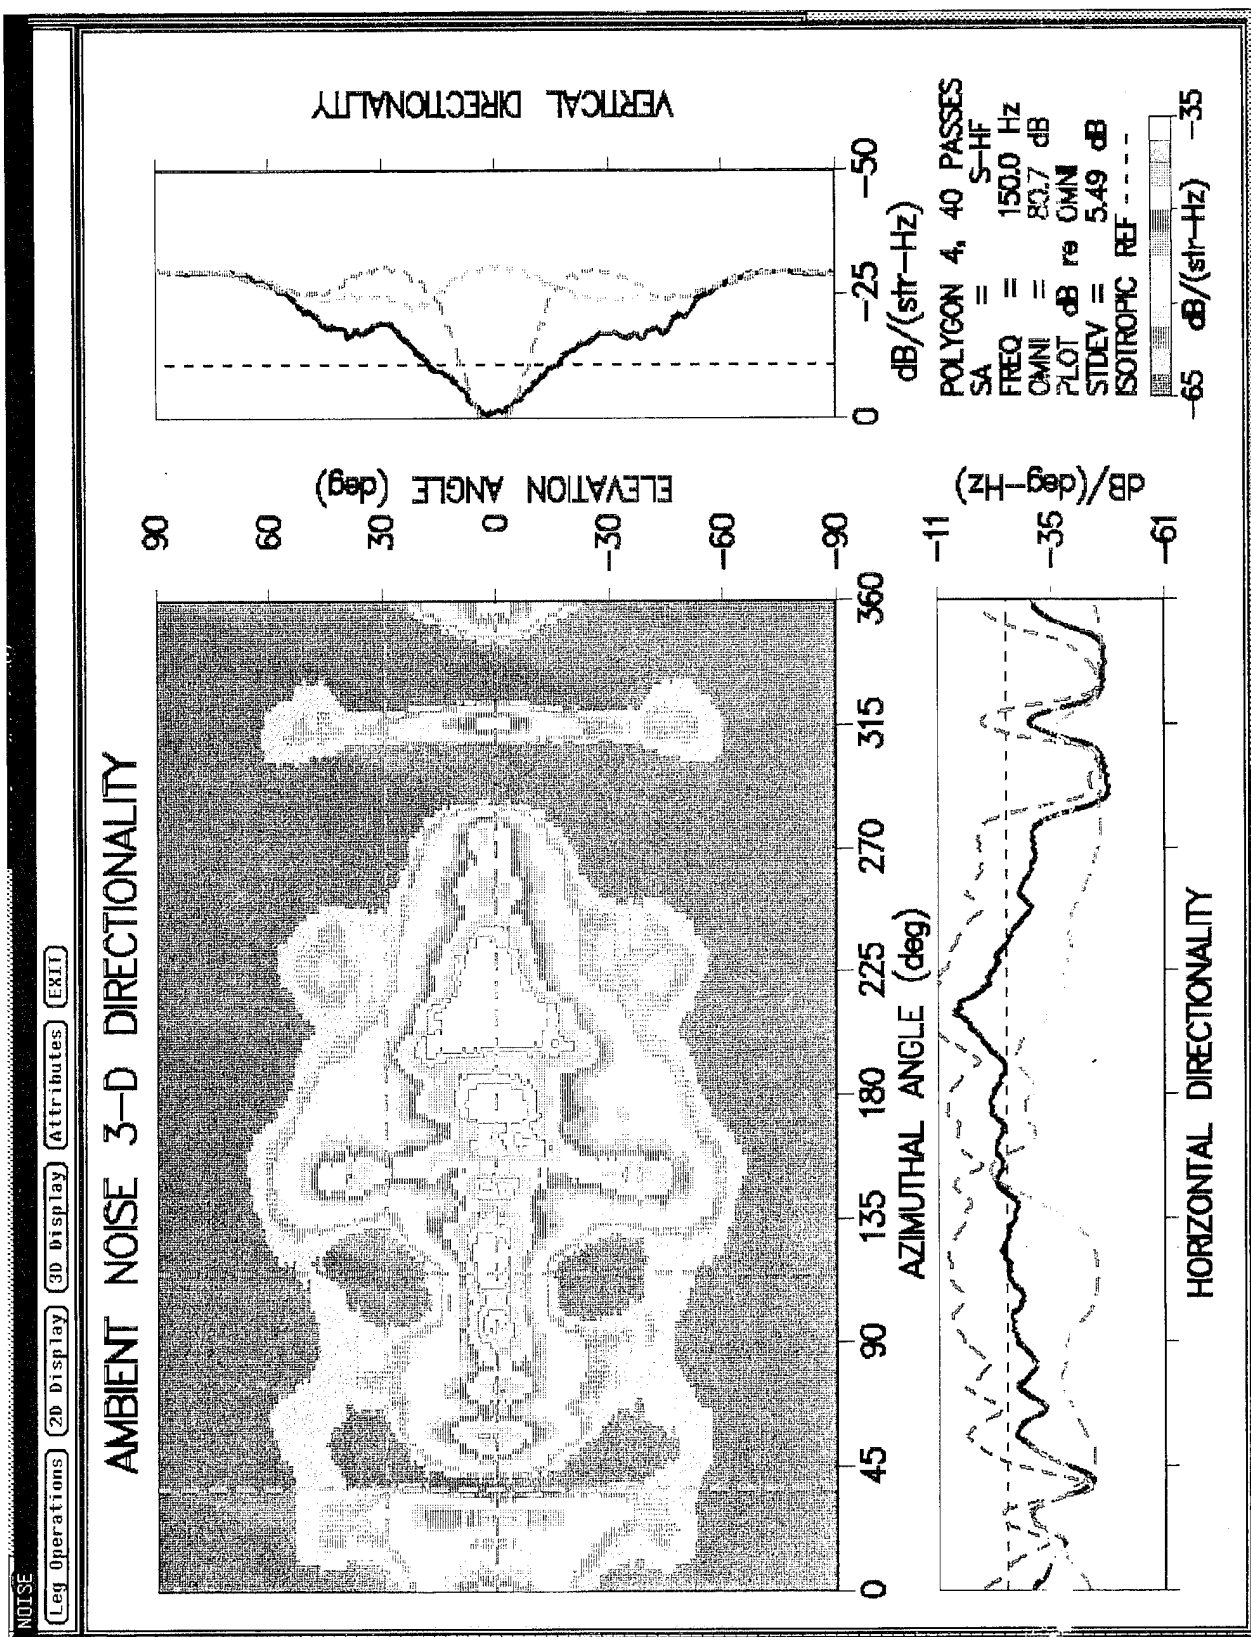 NOISE
Leg Operations 2D Display 3D Display Attributes EXIT
AMBIENT NOISE 3-D DIRECTIONALITY
90
60
30
0
-30
-60
-90
ELEVATION ANGLE (deg)
0 45 90 135 180 225 270 315 360
AZIMUTHAL ANGLE (deg)
VERTICAL DIRECTIONALITY
0 -25 -50
dB/(str-Hz)
-11
-35
-61
dB/(deg-Hz)
HORIZONTAL DIRECTIONALITY
POLYGON 4, 40 PASSES
SA = S-HF
FREQ = 150.0 Hz
OMNI = 80.7 dB
PLOT dB re OMNI
STDEV = 5.49 dB
ISOTROPIC REF -----
-65 dB/(str-Hz) -35